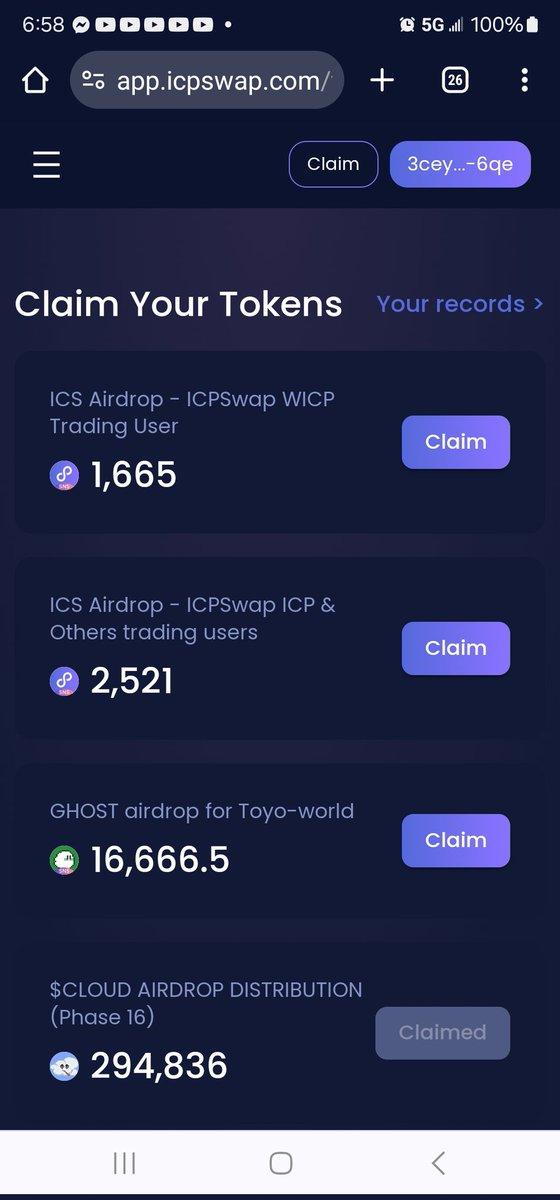 6:58
5G
100%
app.icpswap.com/
26
Claim
3cey...-6qe
Claim Your Tokens
Your records >
ICS Airdrop - ICPSwap WICP
Trading User
Claim
1,665
ICS Airdrop - ICPSwap ICP &
Others trading users
Claim
2,521
GHOST airdrop for Toyo-world
Claim
16,666.5
$CLOUD AIRDROP DISTRIBUTION
(Phase 16)
Claimed
294,836